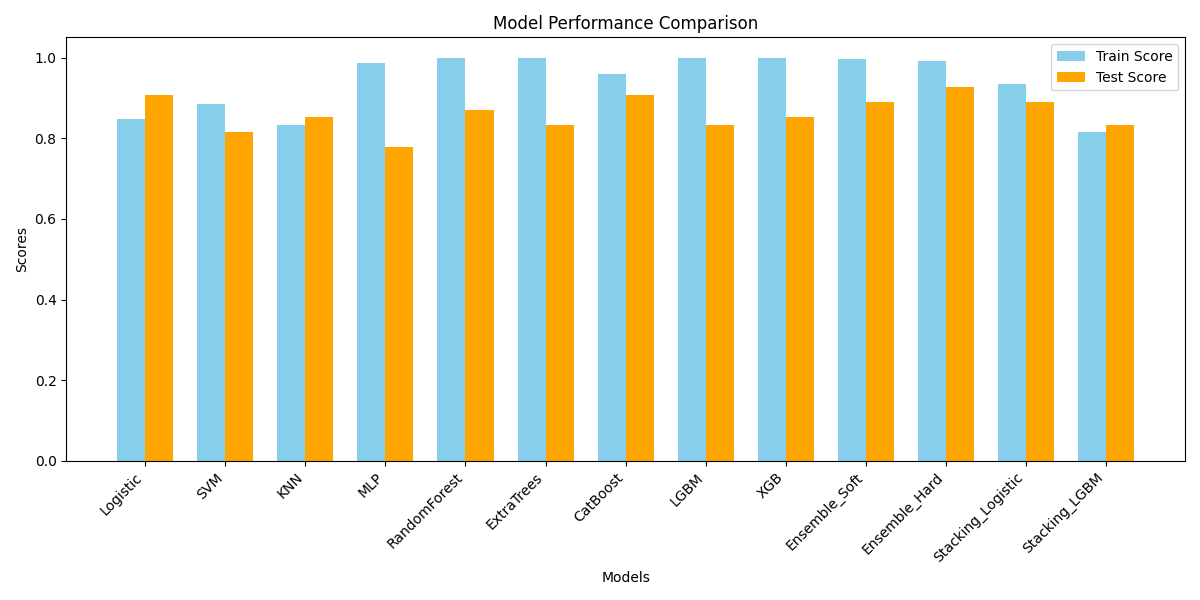 Model Performance Comparison
Train Score
Test Score
Scores
1.0
0.8
0.6
0.4
0.2
0.0
Logistic
SVM
KNN
MLP
RandomForest
ExtraTrees
CatBoost
LGBM
XGB
Ensemble_Soft
Ensemble_Hard
Stacking_Logistic
Stacking_LGBM
Models